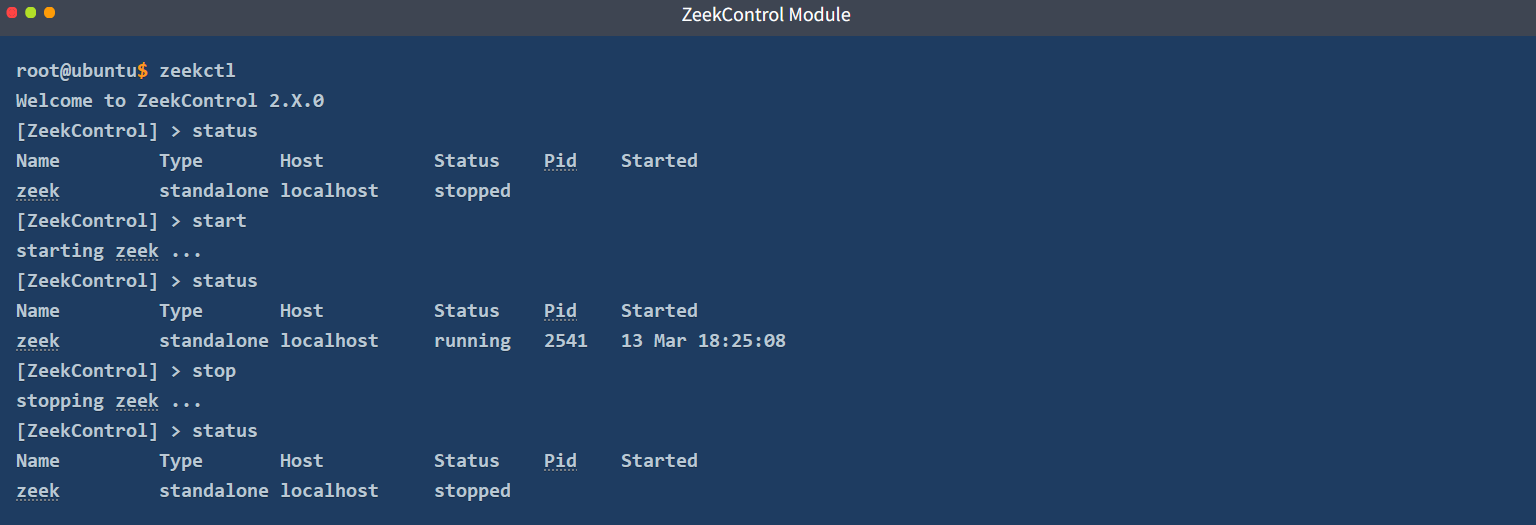 ZeekControl Module
root@ubuntu$ zeekctl
Welcome to ZeekControl 2.X.0
[ZeekControl] > status
Name         Type       Host          Status    Pid    Started
zeek         standalone localhost     stopped
[ZeekControl] > start
starting zeek ...
[ZeekControl] > status
Name         Type       Host          Status    Pid    Started
zeek         standalone localhost     running   2541   13 Mar 18:25:08
[ZeekControl] > stop
stopping zeek ...
[ZeekControl] > status
Name         Type       Host          Status    Pid    Started
zeek         standalone localhost     stopped